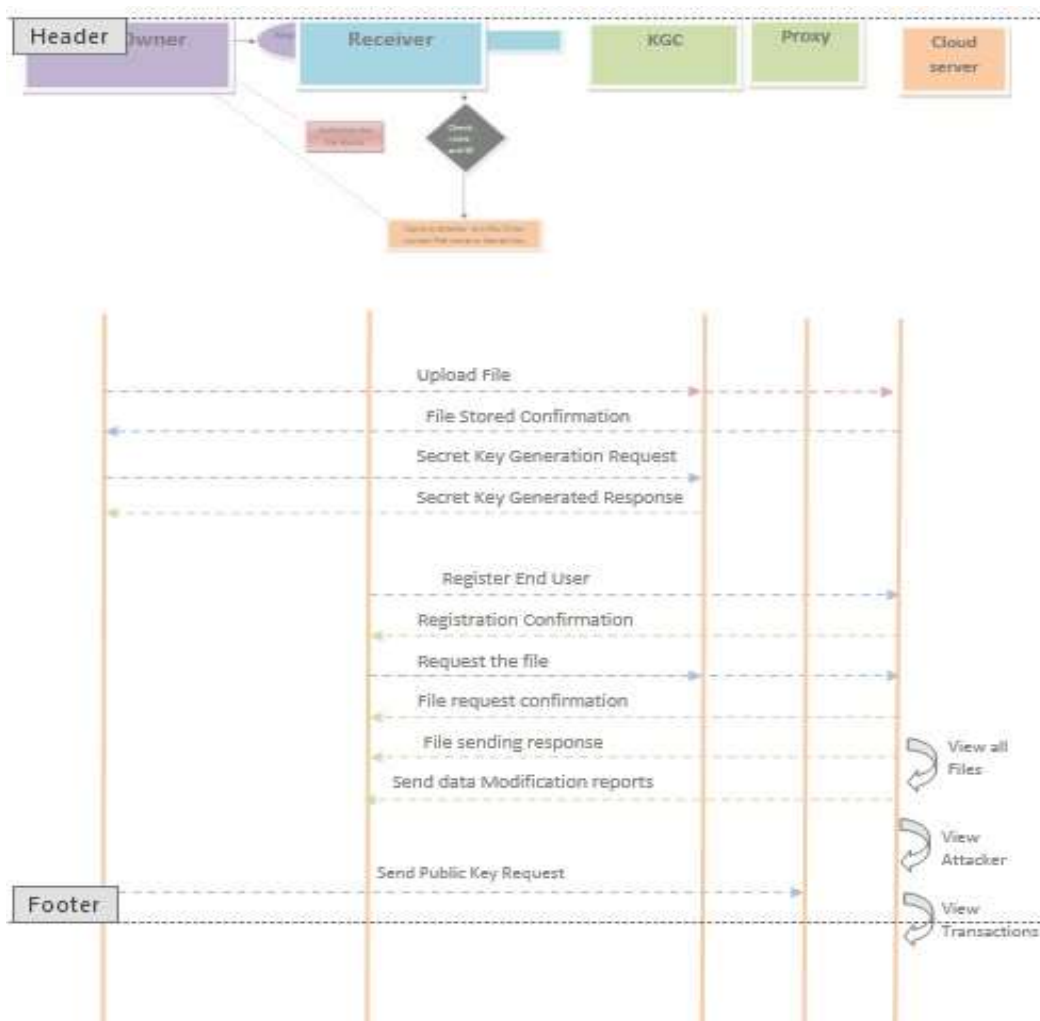 Header
Owner
Receiver
KGC
Proxy
Cloud
server
Upload File
File Stored Confirmation
Secret Key Generation Request
Secret Key Generated Response
Register End User
Registration Confirmation
Request the file
File request confirmation
File sending response
View all
Files
Send data Modification reports
View
Attacker
Send Public Key Request
Footer
View
Transactions